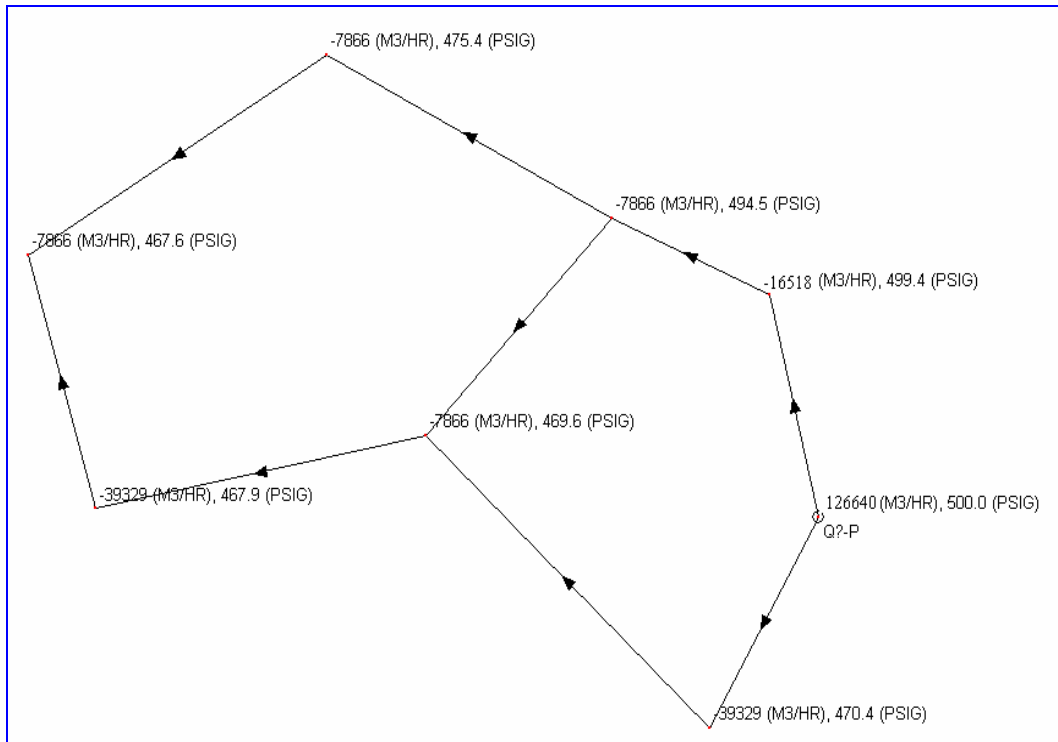 -7866 (M3/HR), 475.4 (PSIG)
-7866 (M3/HR), 494.5 (PSIG)
-7866 (M3/HR), 467.6 (PSIG)
-16518 (M3/HR), 499.4 (PSIG)
-7866 (M3/HR), 469.6 (PSIG)
-39329 (M3/HR), 467.9 (PSIG)
126640 (M3/HR), 500.0 (PSIG)
Q?-P
-39329 (M3/HR), 470.4 (PSIG)